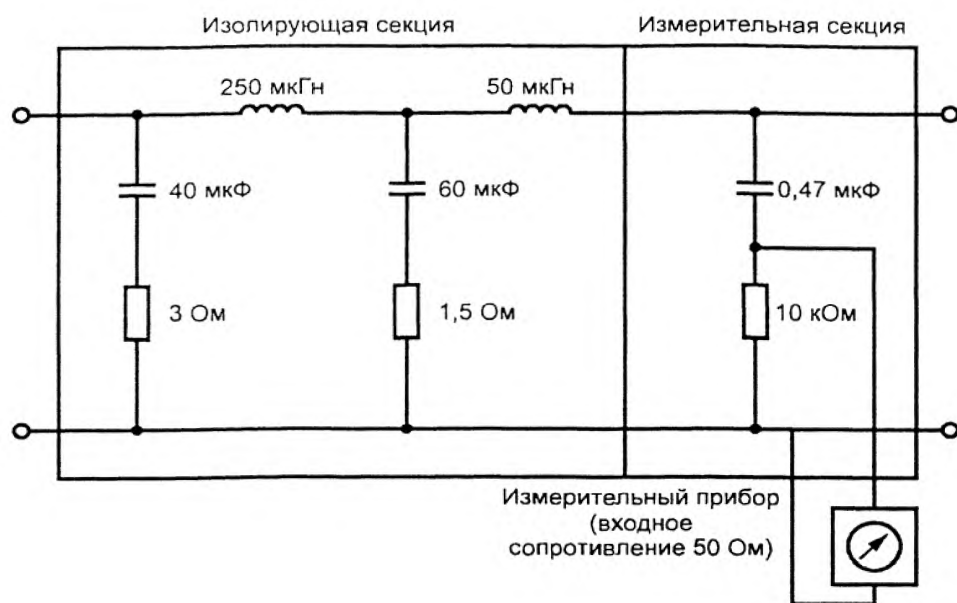 Изолирующая секция
Измерительная секция
250 мкГн
50 мкГн
40 мкФ
60 мкФ
0,47 мкФ
3 Ом
1,5 Ом
10 кОм
Измерительный прибор
(входное
сопротивление 50 Ом)